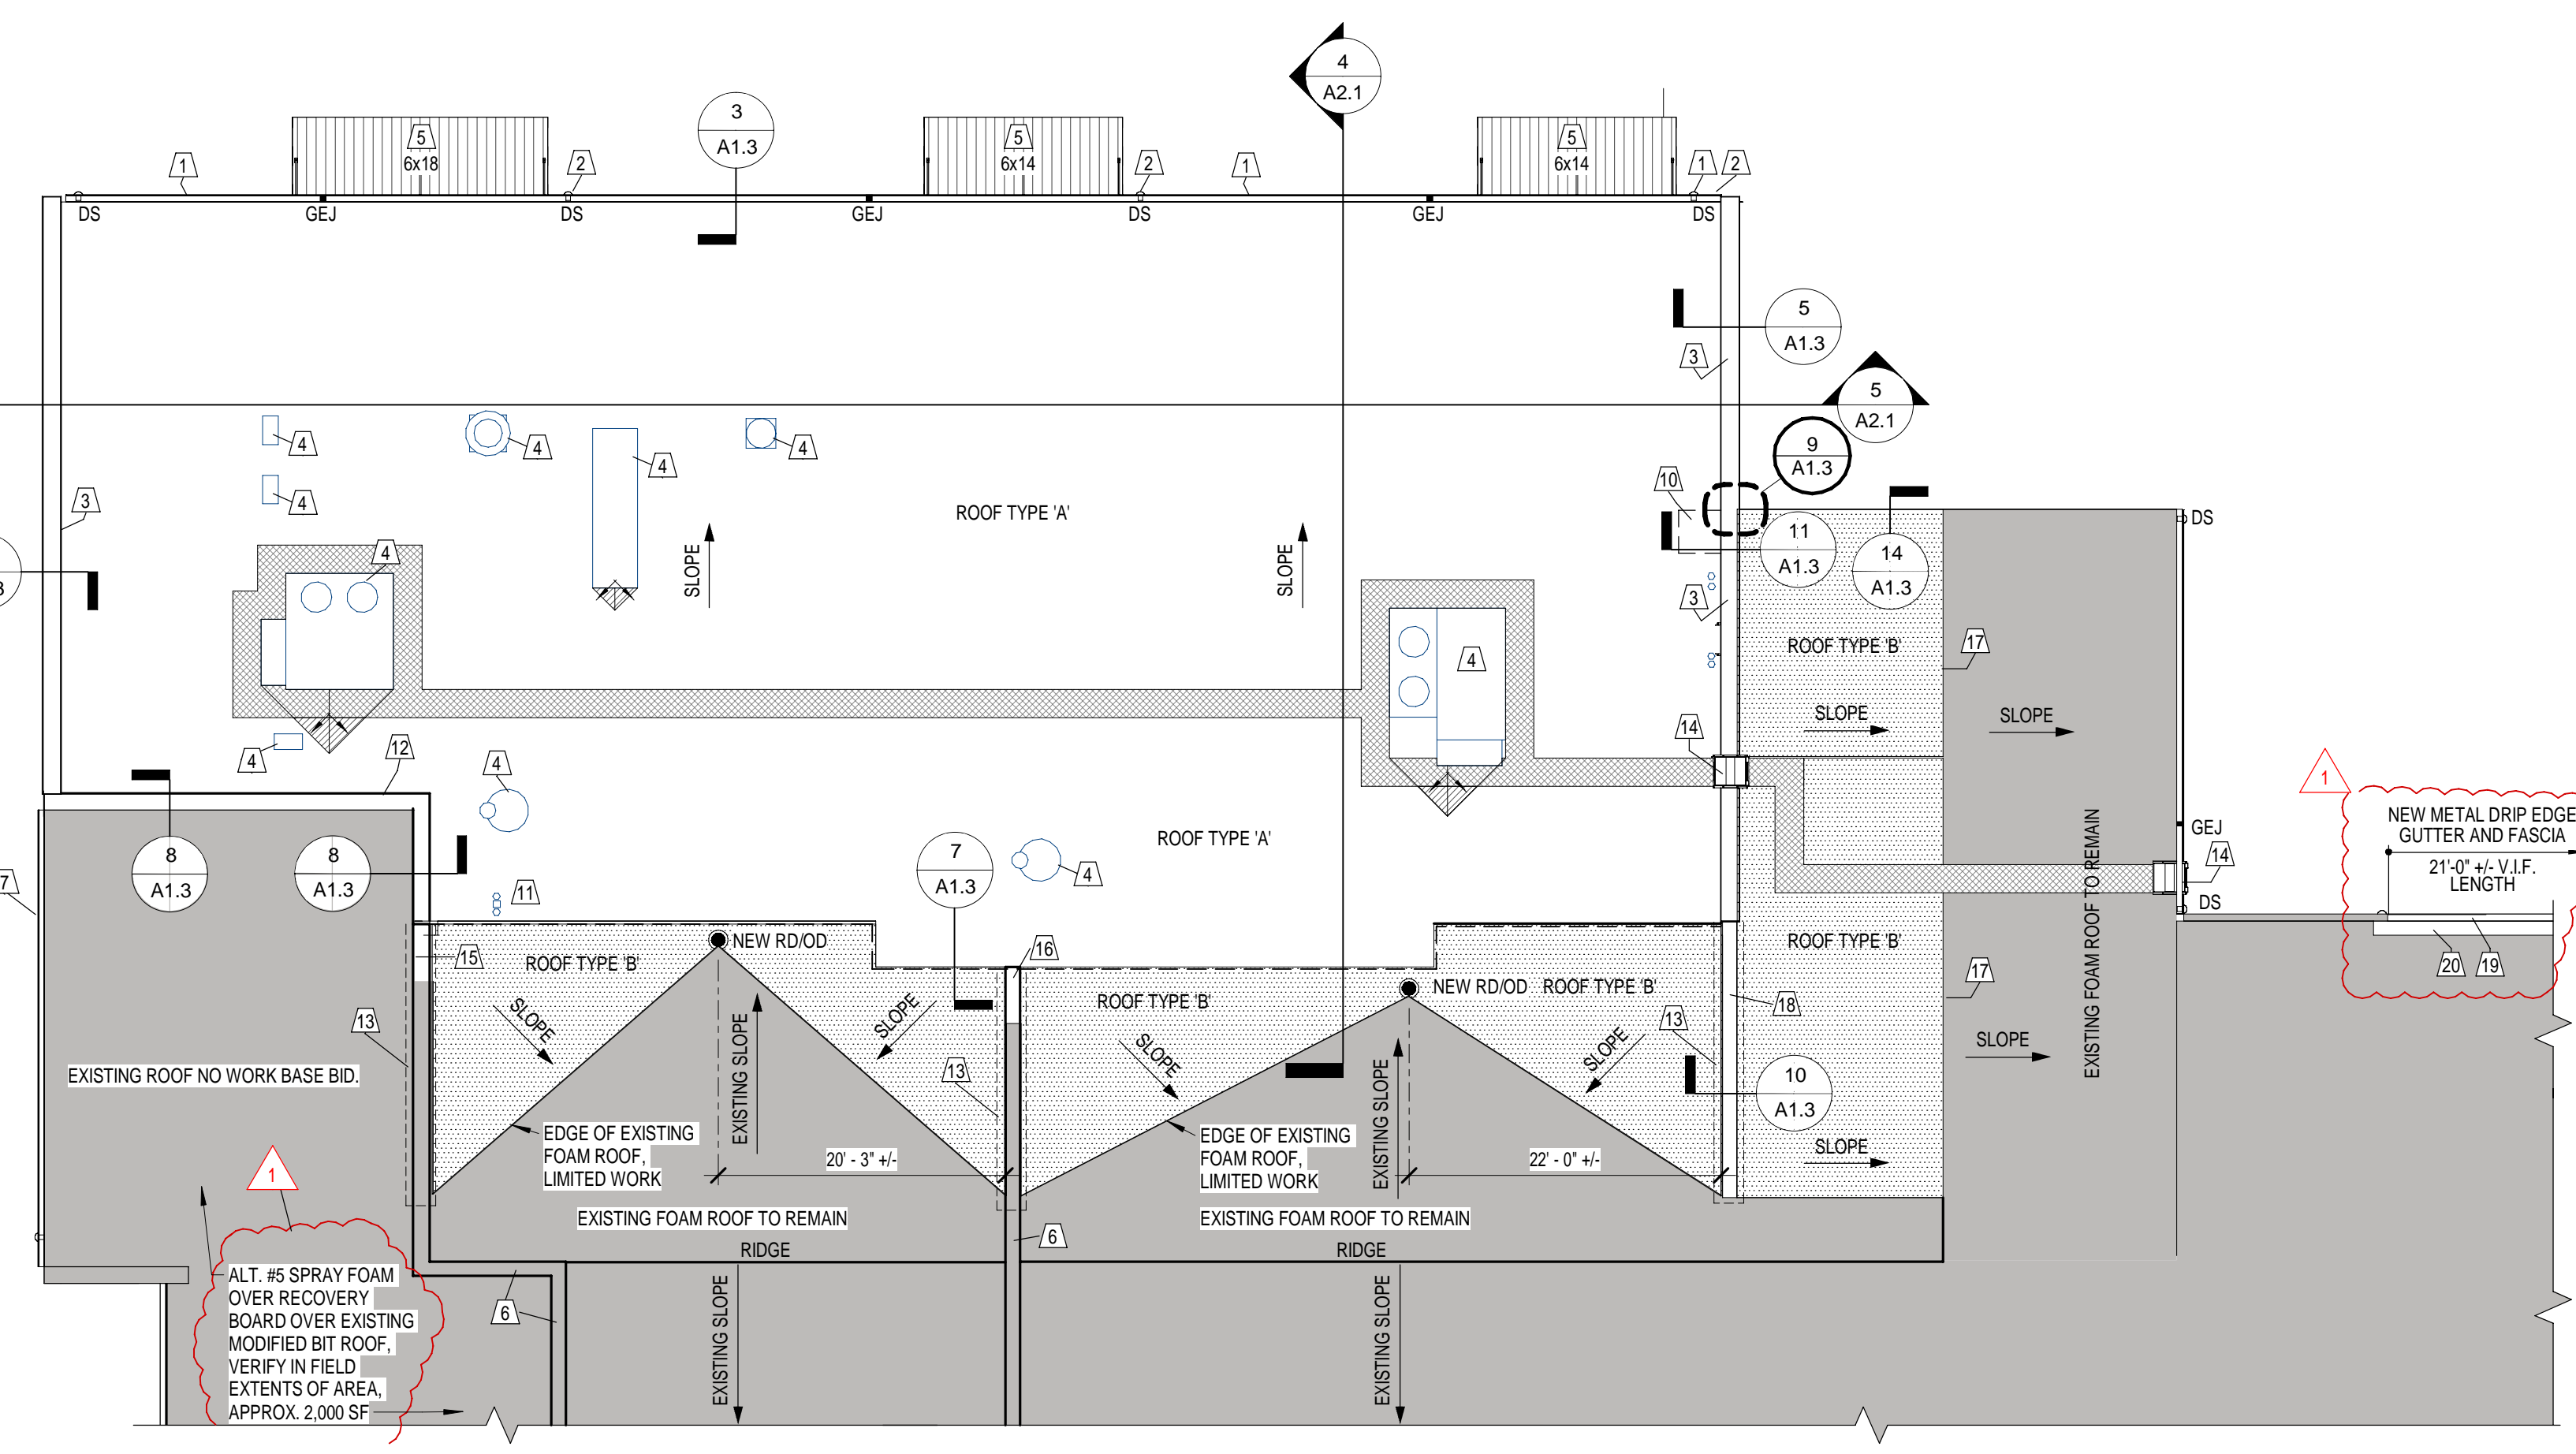 4
A2.1
3
A1.3
5
6x18
5
6x14
5
6x14
1
2
2
1
1
2
DS
GEJ
DS
GEJ
DS
GEJ
DS
5
A1.3
3
5
A2.1
9
A1.3
4
4
4
4
4
3
10
ROOF TYPE 'A'
11
A1.3
14
A1.3
DS
SLOPE
SLOPE
4
3
3
ROOF TYPE 'B'
17
4
SLOPE
SLOPE
14
4
12
4
1
NEW METAL DRIP EDGE
GUTTER AND FASCIA
21'-0" +/- V.I.F.
LENGTH
ROOF TYPE 'A'
GEJ
14
DS
8
A1.3
8
A1.3
7
A1.3
4
7
11
EXISTING FOAM ROOF TO REMAIN
NEW RD/OD
16
15
ROOF TYPE 'B'
ROOF TYPE 'B'
20
19
NEW RD/OD
ROOF TYPE 'B'
ROOF TYPE 'B'
18
17
13
SLOPE
EXISTING SLOPE
SLOPE
13
SLOPE
EXISTING SLOPE
SLOPE
13
SLOPE
EXISTING ROOF NO WORK BASE BID.
10
A1.3
EDGE OF EXISTING
FOAM ROOF,
LIMITED WORK
20' - 3" +/-
EDGE OF EXISTING
FOAM ROOF,
LIMITED WORK
22' - 0" +/-
SLOPE
1
EXISTING FOAM ROOF TO REMAIN
EXISTING FOAM ROOF TO REMAIN
6
RIDGE
RIDGE
ALT. #5 SPRAY FOAM
OVER RECOVERY
BOARD OVER EXISTING
MODIFIED BIT ROOF,
VERIFY IN FIELD
EXTENTS OF AREA,
APPROX. 2,000 SF
6
EXISTING SLOPE
EXISTING SLOPE